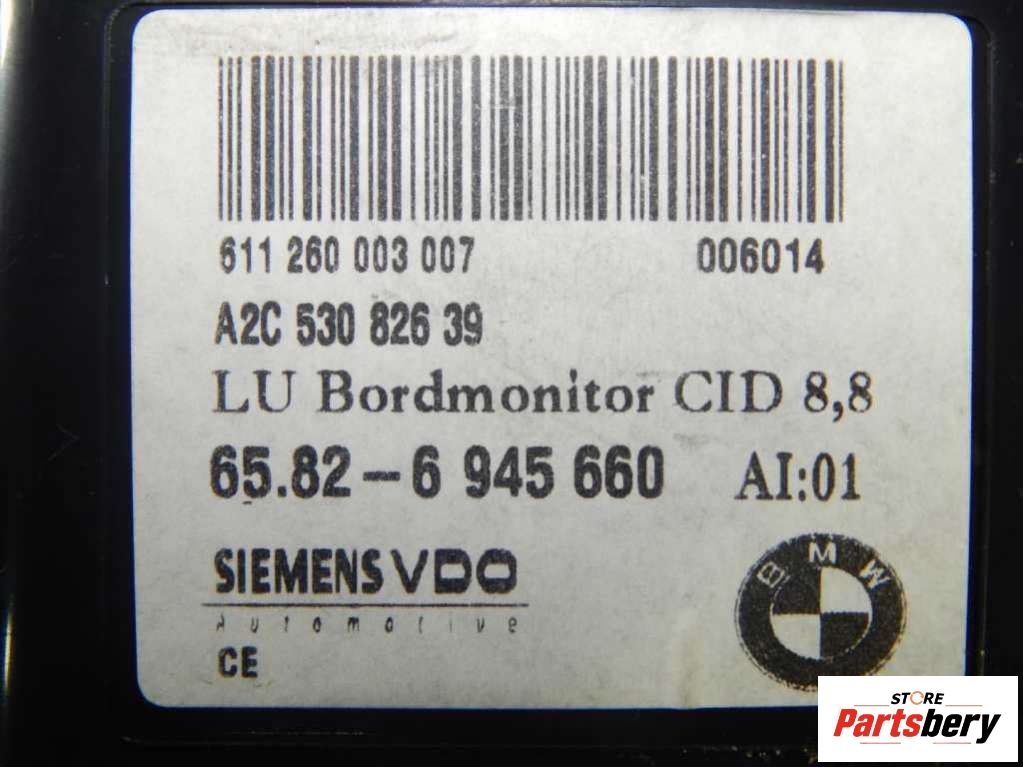 611 260 003 007 006014
A2C 530 826 39
LU Bordmonitor CID 8,8
65.82-6 945 660 AI:01
SIEMENS VDO
Automotive
CE
BMW
STORE
Partsbery